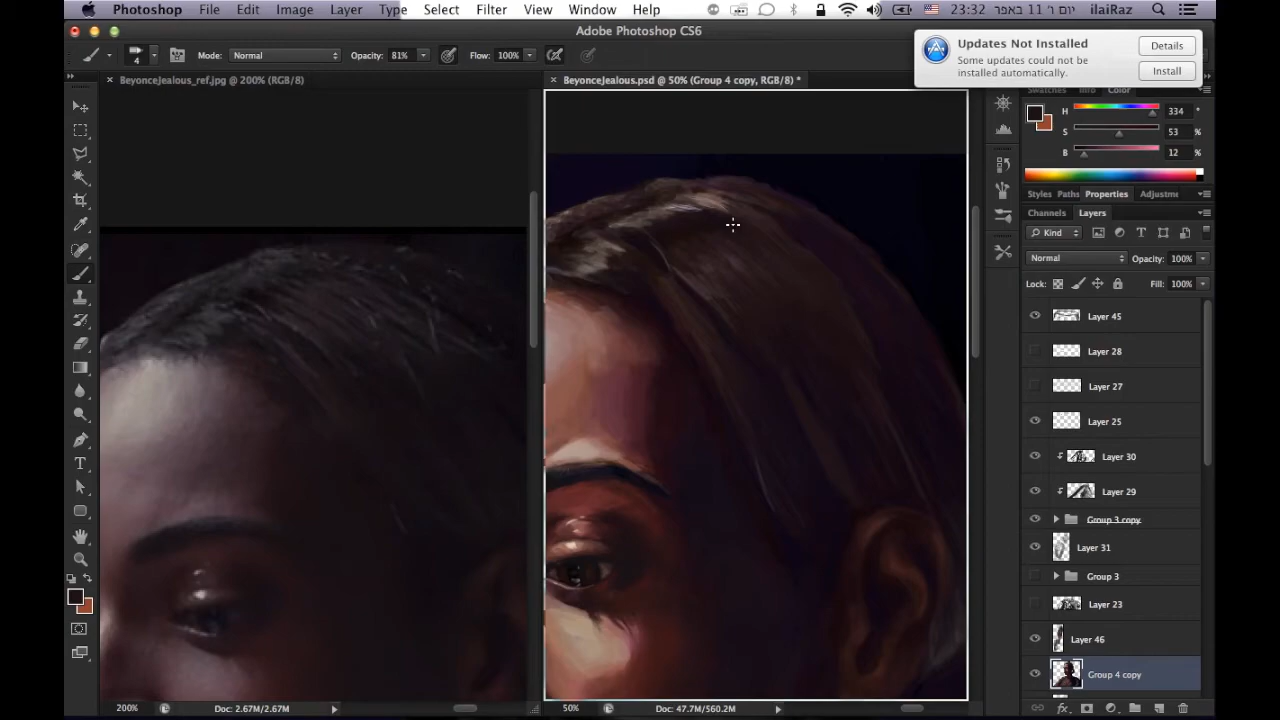 Photoshop File Edit Image Layer Type Select Filter View Window Help יום ו׳ 11 באפר 23:32 ilaiRaz
Adobe Photoshop CS6
4 Mode: Normal Opacity: 81% Flow: 100%
Updates Not Installed
Some updates could not be
installed automatically.
Details
Install
BeyonceJealous_ref.jpg @ 200% (RGB/8)
BeyonceJealous.psd @ 50% (Group 4 copy, RGB/8) *
Swatches Info Color
H 334 °
S 53 %
B 12 %
Styles Paths Properties Adjustme
Channels Layers
Kind
Normal Opacity: 100%
Lock: Fill: 100%
Layer 45
Layer 28
Layer 27
Layer 25
Layer 30
Layer 29
Group 3 copy
Layer 31
Group 3
Layer 23
Layer 46
Group 4 copy
200% Doc: 2.67M/2.67M
50% Doc: 47.7M/560.2M
fx